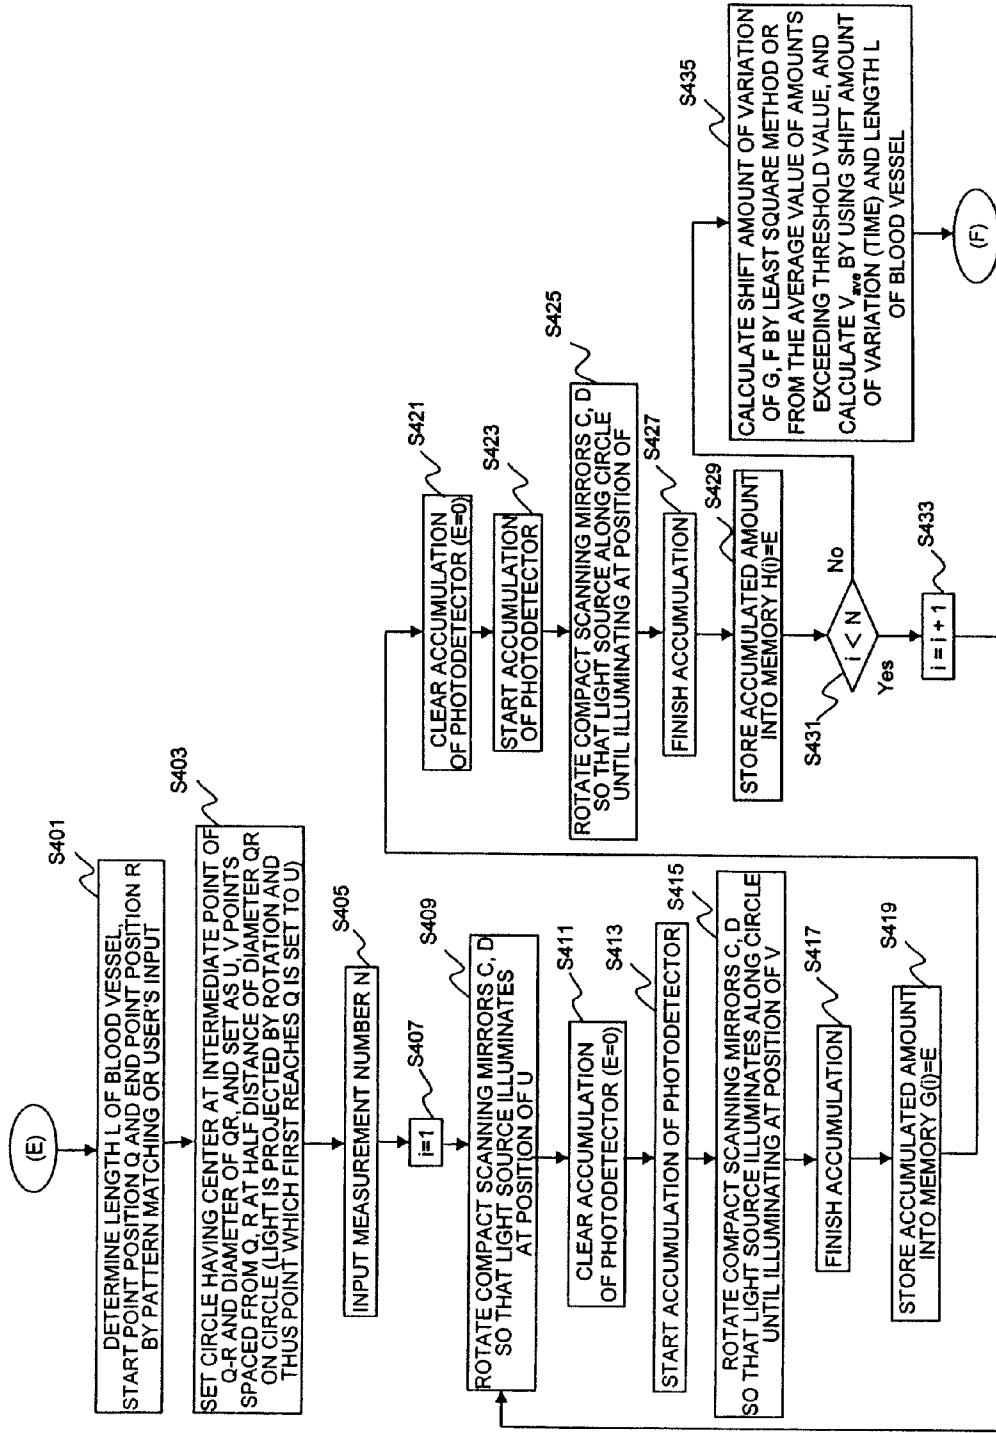 (E)
S401
DETERMINE LENGTH L OF BLOOD VESSEL,
START POINT POSITION Q AND END POINT POSITION R
BY PATTERN MATCHING OR USER'S INPUT
S403
SET CIRCLE HAVING CENTER AT INTERMEDIATE POINT OF
Q-R AND DIAMETER OF QR, AND SET AS U, V POINTS
SPACED FROM Q, R AT HALF DISTANCE OF DIAMETER QR
ON CIRCLE (LIGHT IS PROJECTED BY ROTATION AND
THUS POINT WHICH FIRST REACHES Q IS SET TO U)
S405
INPUT MEASUREMENT NUMBER N
S407
i=1
S409
ROTATE COMPACT SCANNING MIRRORS C, D
SO THAT LIGHT SOURCE ILLUMINATES
AT POSITION OF U
S411
CLEAR ACCUMULATION
OF PHOTODETECTOR (E=0)
S413
START ACCUMULATION OF PHOTODETECTOR
S415
ROTATE COMPACT SCANNING MIRRORS C, D
SO THAT LIGHT SOURCE ILLUMINATES ALONG CIRCLE
UNTIL ILLUMINATING AT POSITION OF V
S417
FINISH ACCUMULATION
S419
STORE ACCUMULATED AMOUNT
INTO MEMORY G(i)=E
S421
CLEAR ACCUMULATION
OF PHOTODETECTOR (E=0)
S423
START ACCUMULATION
OF PHOTODETECTOR
S425
ROTATE COMPACT SCANNING MIRRORS C, D
SO THAT LIGHT SOURCE ALONG CIRCLE
UNTIL ILLUMINATING AT POSITION OF
S427
FINISH ACCUMULATION
S429
STORE ACCUMULATED AMOUNT
INTO MEMORY H(i)=E
S431
i < N
No
Yes
S433
i = i + 1
S435
CALCULATE SHIFT AMOUNT OF VARIATION
OF G, F BY LEAST SQUARE METHOD OR
FROM THE AVERAGE VALUE OF AMOUNTS
EXCEEDING THRESHOLD VALUE, AND
CALCULATE Vave BY USING SHIFT AMOUNT
OF VARIATION (TIME) AND LENGTH L
OF BLOOD VESSEL
(F)